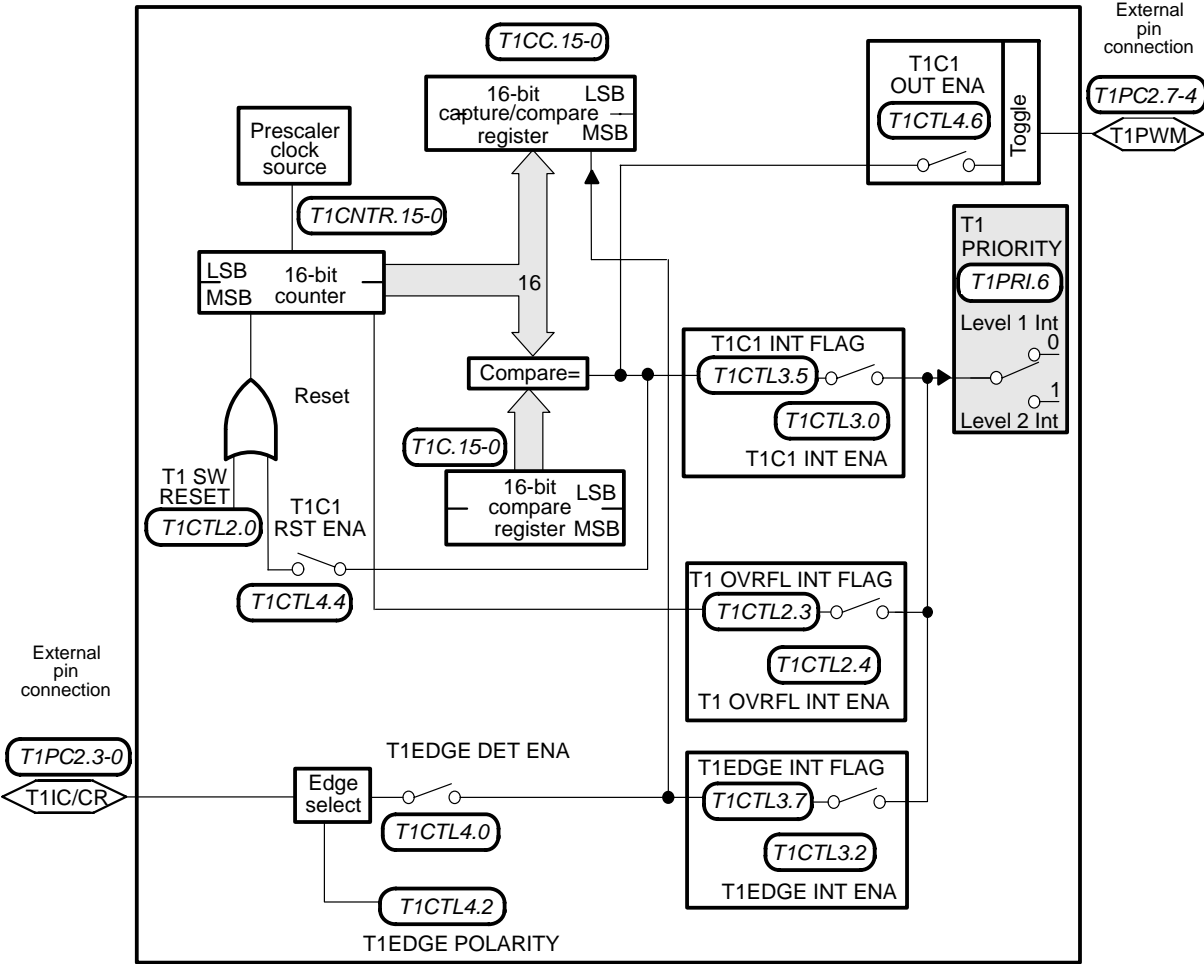 External
pin
connection
T1CC.15-0
T1C1
OUT ENA
T1PC2.7-4
16-bit
capture/compare
register
LSB
MSB
T1CTL4.6
Toggle
T1PWM
Prescaler
clock
source
T1CNTR.15-0
T1
PRIORITY
T1PRI.6
LSB
MSB
16-bit
counter
16
Level 1 Int
0
1
Level 2 Int
T1C1 INT FLAG
Compare=
T1CTL3.5
Reset
T1CTL3.0
T1C1 INT ENA
T1C.15-0
T1 SW
RESET
T1CTL2.0
T1C1
RST ENA
16-bit
compare
register
LSB
MSB
T1CTL4.4
T1 OVRFL INT FLAG
T1CTL2.3
T1CTL2.4
T1 OVRFL INT ENA
External
pin
connection
T1PC2.3-0
T1IC/CR
Edge
select
T1EDGE DET ENA
T1CTL4.0
T1EDGE INT FLAG
T1CTL3.7
T1CTL3.2
T1EDGE INT ENA
T1CTL4.2
T1EDGE POLARITY